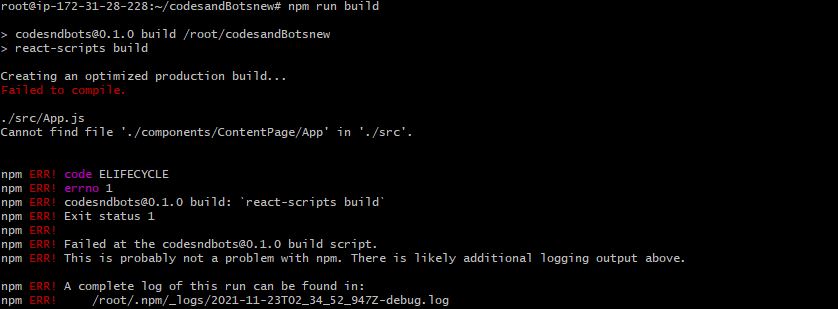 root@ip-172-31-28-228:~/codesandBotsnew# npm run build
> codesndbots@0.1.0 build /root/codesandBotsnew
> react-scripts build
Creating an optimized production build...
Failed to compile.
./src/App.js
Cannot find file './components/ContentPage/App' in './src'.
npm ERR! code ELIFECYCLE
npm ERR! errno 1
npm ERR! codesndbots@0.1.0 build: `react-scripts build`
npm ERR! Exit status 1
npm ERR!
npm ERR! Failed at the codesndbots@0.1.0 build script.
npm ERR! This is probably not a problem with npm. There is likely additional logging output above.
npm ERR! A complete log of this run can be found in:
npm ERR!     /root/.npm/_logs/2021-11-23T02_34_52_947Z-debug.log